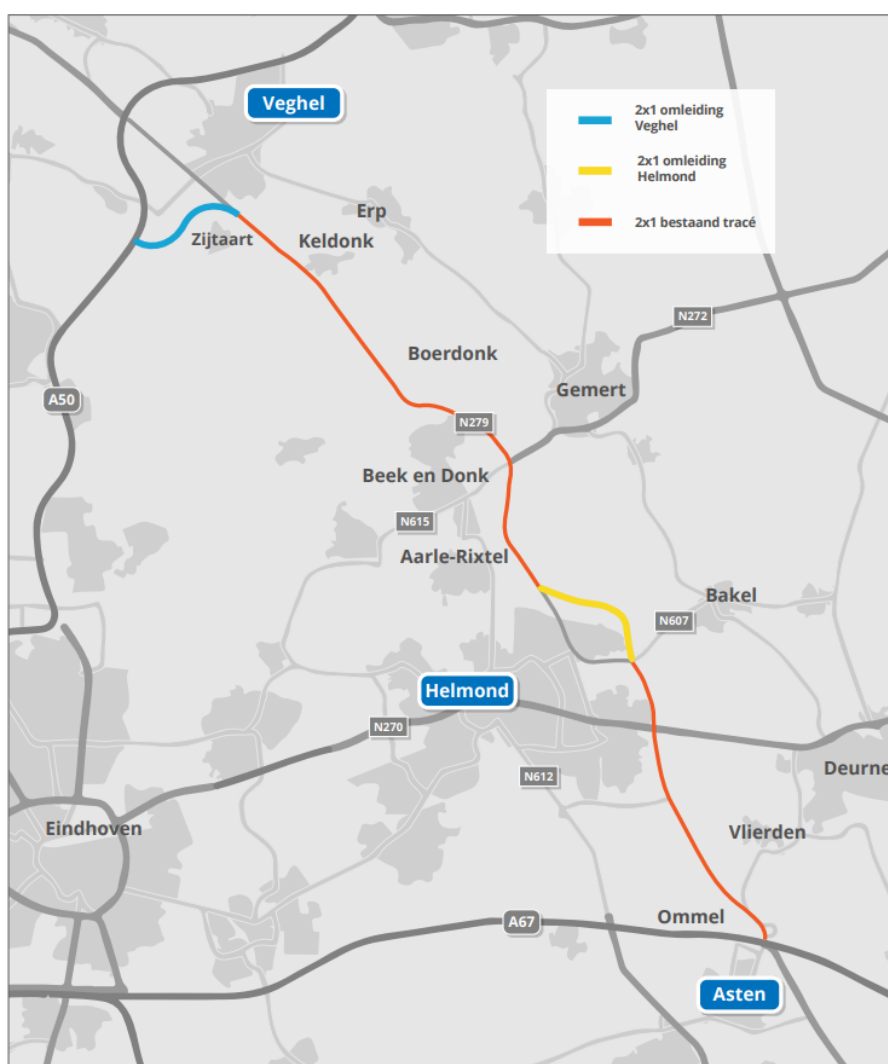 Veghel
2x1 omleiding
Veghel
2x1 omleiding
Helmond
2x1 bestaand tracé
Erp
Zijtaart
Keldonk
N272
Boerdonk
Gemert
A50
N279
Beek en Donk
N615
Aarle-Rixtel
Bakel
N607
Helmond
N270
Deurne
N612
Eindhoven
Vlierden
Ommel
A67
Asten